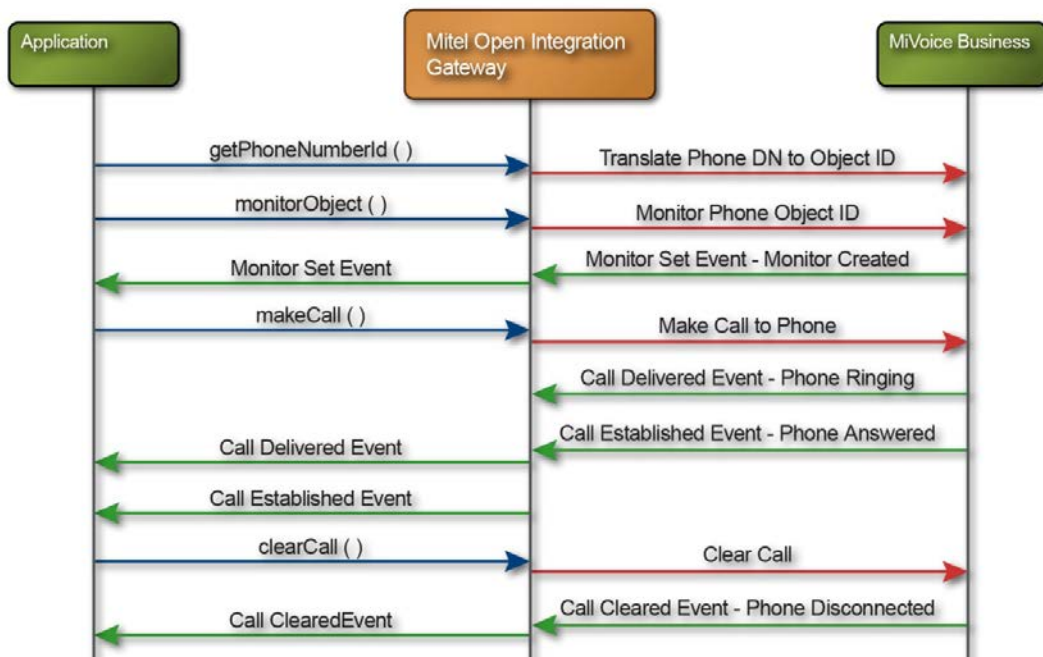 Application
Mitel Open Integration
Gateway
MiVoice Business
getPhoneNumberId ( )
Translate Phone DN to Object ID
monitorObject ( )
Monitor Phone Object ID
Monitor Set Event - Monitor Created
Monitor Set Event
makeCall ( )
Make Call to Phone
Call Delivered Event - Phone Ringing
Call Established Event - Phone Answered
Call Delivered Event
Call Established Event
clearCall ( )
Clear Call
Call Cleared Event - Phone Disconnected
Call ClearedEvent